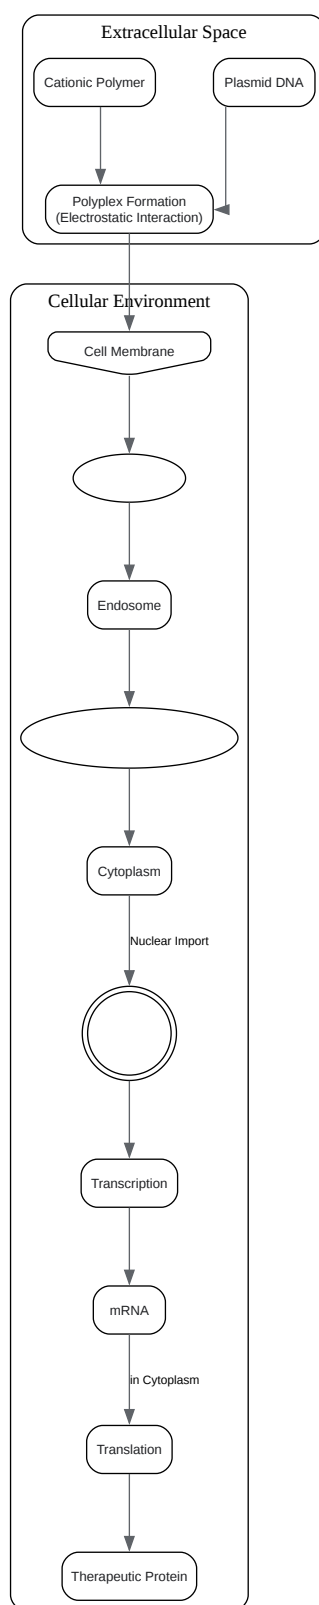 Extracellular Space
Cationic Polymer
Plasmid DNA
Polyplex Formation
(Electrostatic Interaction)
Cellular Environment
Cell Membrane
Endosome
Cytoplasm
Nuclear Import
Transcription
mRNA
in Cytoplasm
Translation
Therapeutic Protein